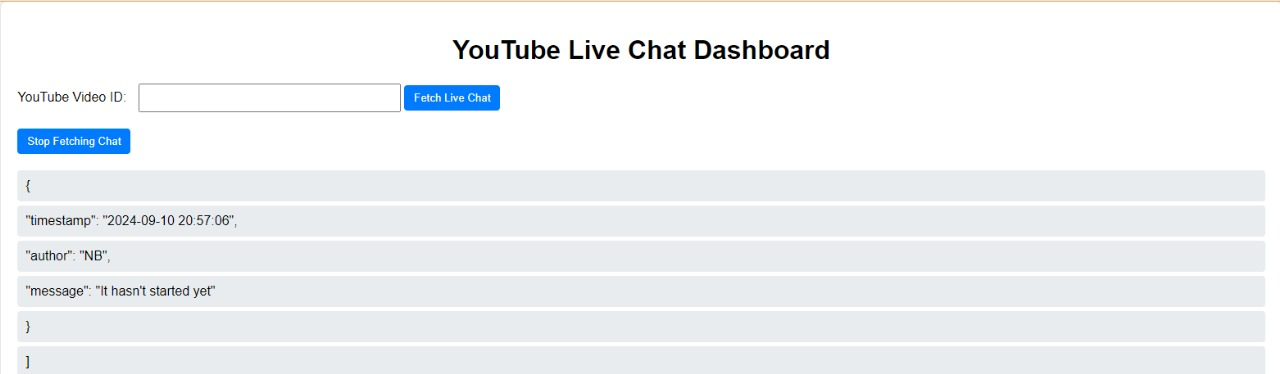 YouTube Live Chat Dashboard
YouTube Video ID: Fetch Live Chat
Stop Fetching Chat
{
"timestamp": "2024-09-10 20:57:06",
"author": "NB",
"message": "It hasn't started yet"
}
]